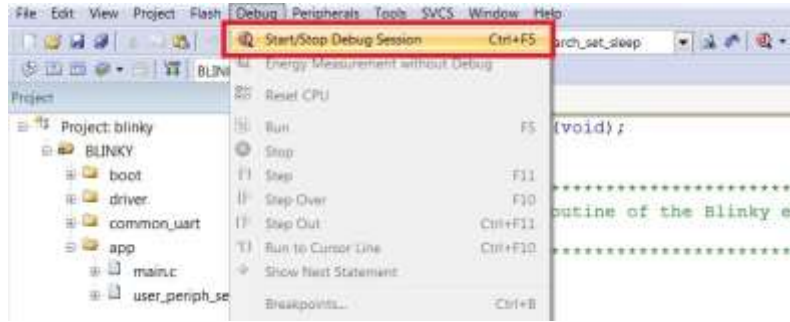 File Edit View Project Flash Debug Peripherals Tools SVCS Window Help
Start/Stop Debug Session Ctrl+F5
arch_set_sleep
Energy Measurement without Debug
BLIN
Reset CPU
Project
Project: blinky
Run F5
(void);
BLINKY
Stop
boot
Step F11
driver
Step Over F10
common_uart
Step Out Ctrl+F11
outine of the Blinky e
app
Run to Cursor Line Ctrl+F10
main.c
Show Next Statement
user_periph_se
Breakpoints... Ctrl+B